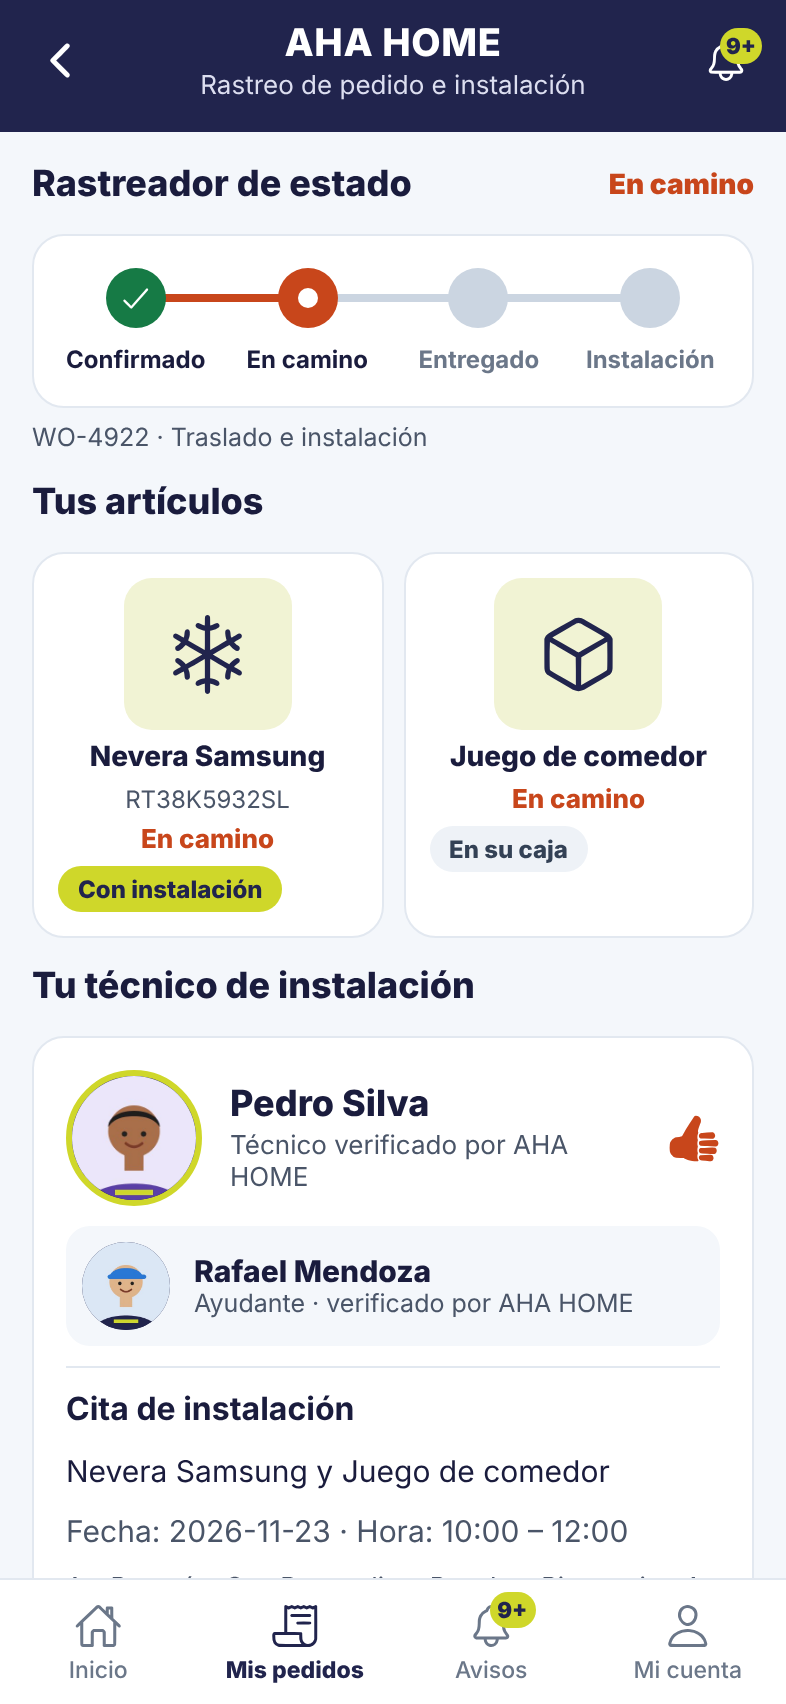 AHA HOME
Rastreo de pedido e instalación
9+
Rastreador de estado
En camino
Confirmado
En camino
Entregado
Instalación
WO-4922 · Traslado e instalación
Tus artículos
Nevera Samsung
RT38K5932SL
En camino
Con instalación
Juego de comedor
En camino
En su caja
Tu técnico de instalación
Pedro Silva
Técnico verificado por AHA
HOME
Rafael Mendoza
Ayudante · verificado por AHA HOME
Cita de instalación
Nevera Samsung y Juego de comedor
Fecha: 2026-11-23 · Hora: 10:00 – 12:00
9+
Inicio
Mis pedidos
Avisos
Mi cuenta